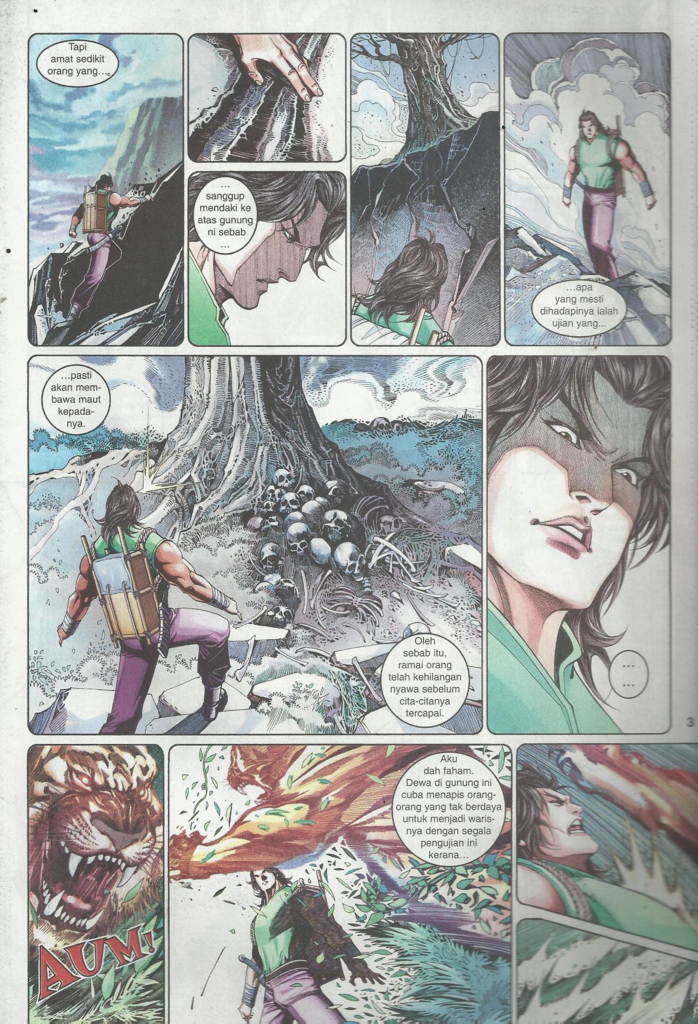 Tapi
amat sedikit
orang yang...
...
sanggup
mendaki ke
atas gunung
ni sebab
...
...apa
yang mesti
dihadapinya ialah
ujian yang...
...pasti
akan mem-
bawa maut
kepada-
nya.
Oleh
sebab itu,
ramai orang
telah kehilangan
nyawa sebelum
cita-citanya
tercapai.
...
...
3
AUM!
Aku
dah faham.
Dewa di gunung ini
cuba menapis orang-
orang yang tak berdaya
untuk menjadi waris-
nya dengan segala
pengujian ini
kerana...